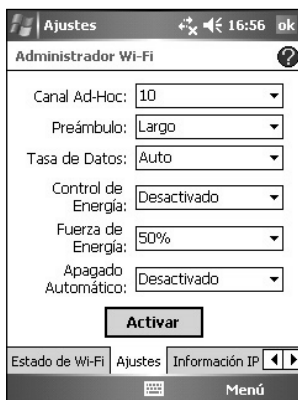 Ajustes 16:56 ok
Administrador Wi-Fi ?
Canal Ad-Hoc: 10
Preámbulo: Largo
Tasa de Datos: Auto
Control de Energía: Desactivado
Fuerza de Energía: 50%
Apagado Automático: Desactivado
Activar
Estado de Wi-Fi Ajustes Información IP
Menú